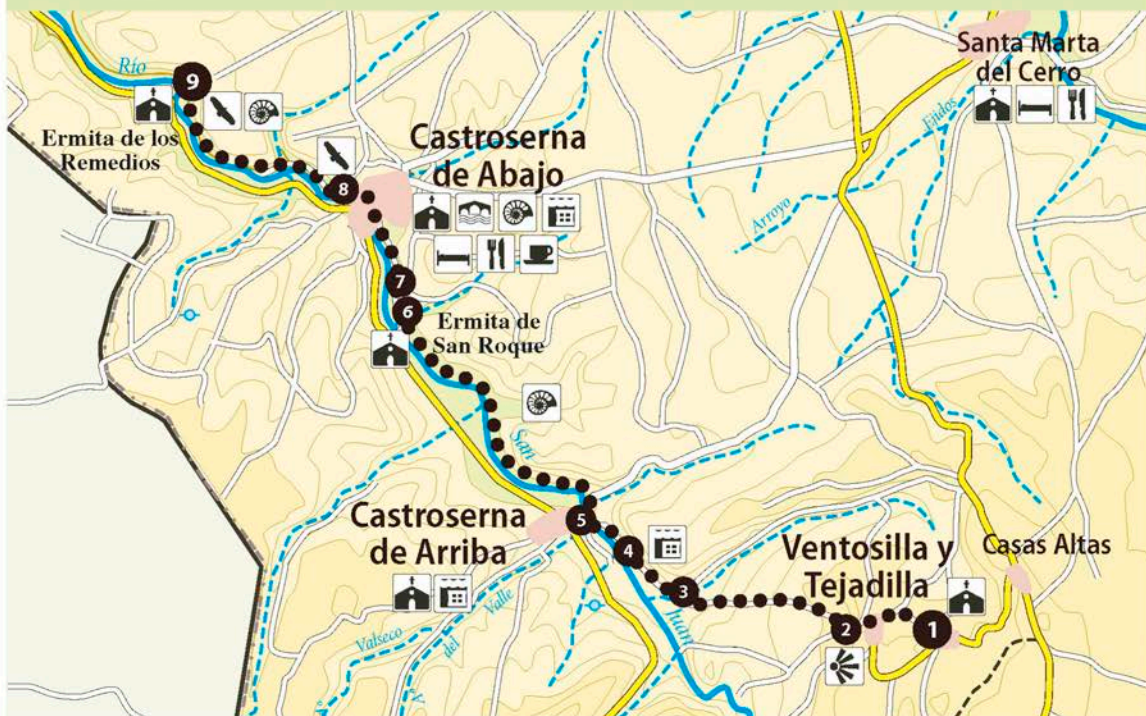 Santa Marta
del Cerro
Río
9
Ermita de los
Remedios
Castroserna
de Abajo
8
Ejidos
Arroyo
7
6
Ermita de
San Roque
San
Castroserna
de Arriba
5
4
Ventosilla y
Tejadilla
Casas Altas
3
Juan
2
1
Valle
del
Valseco
Aº
V.